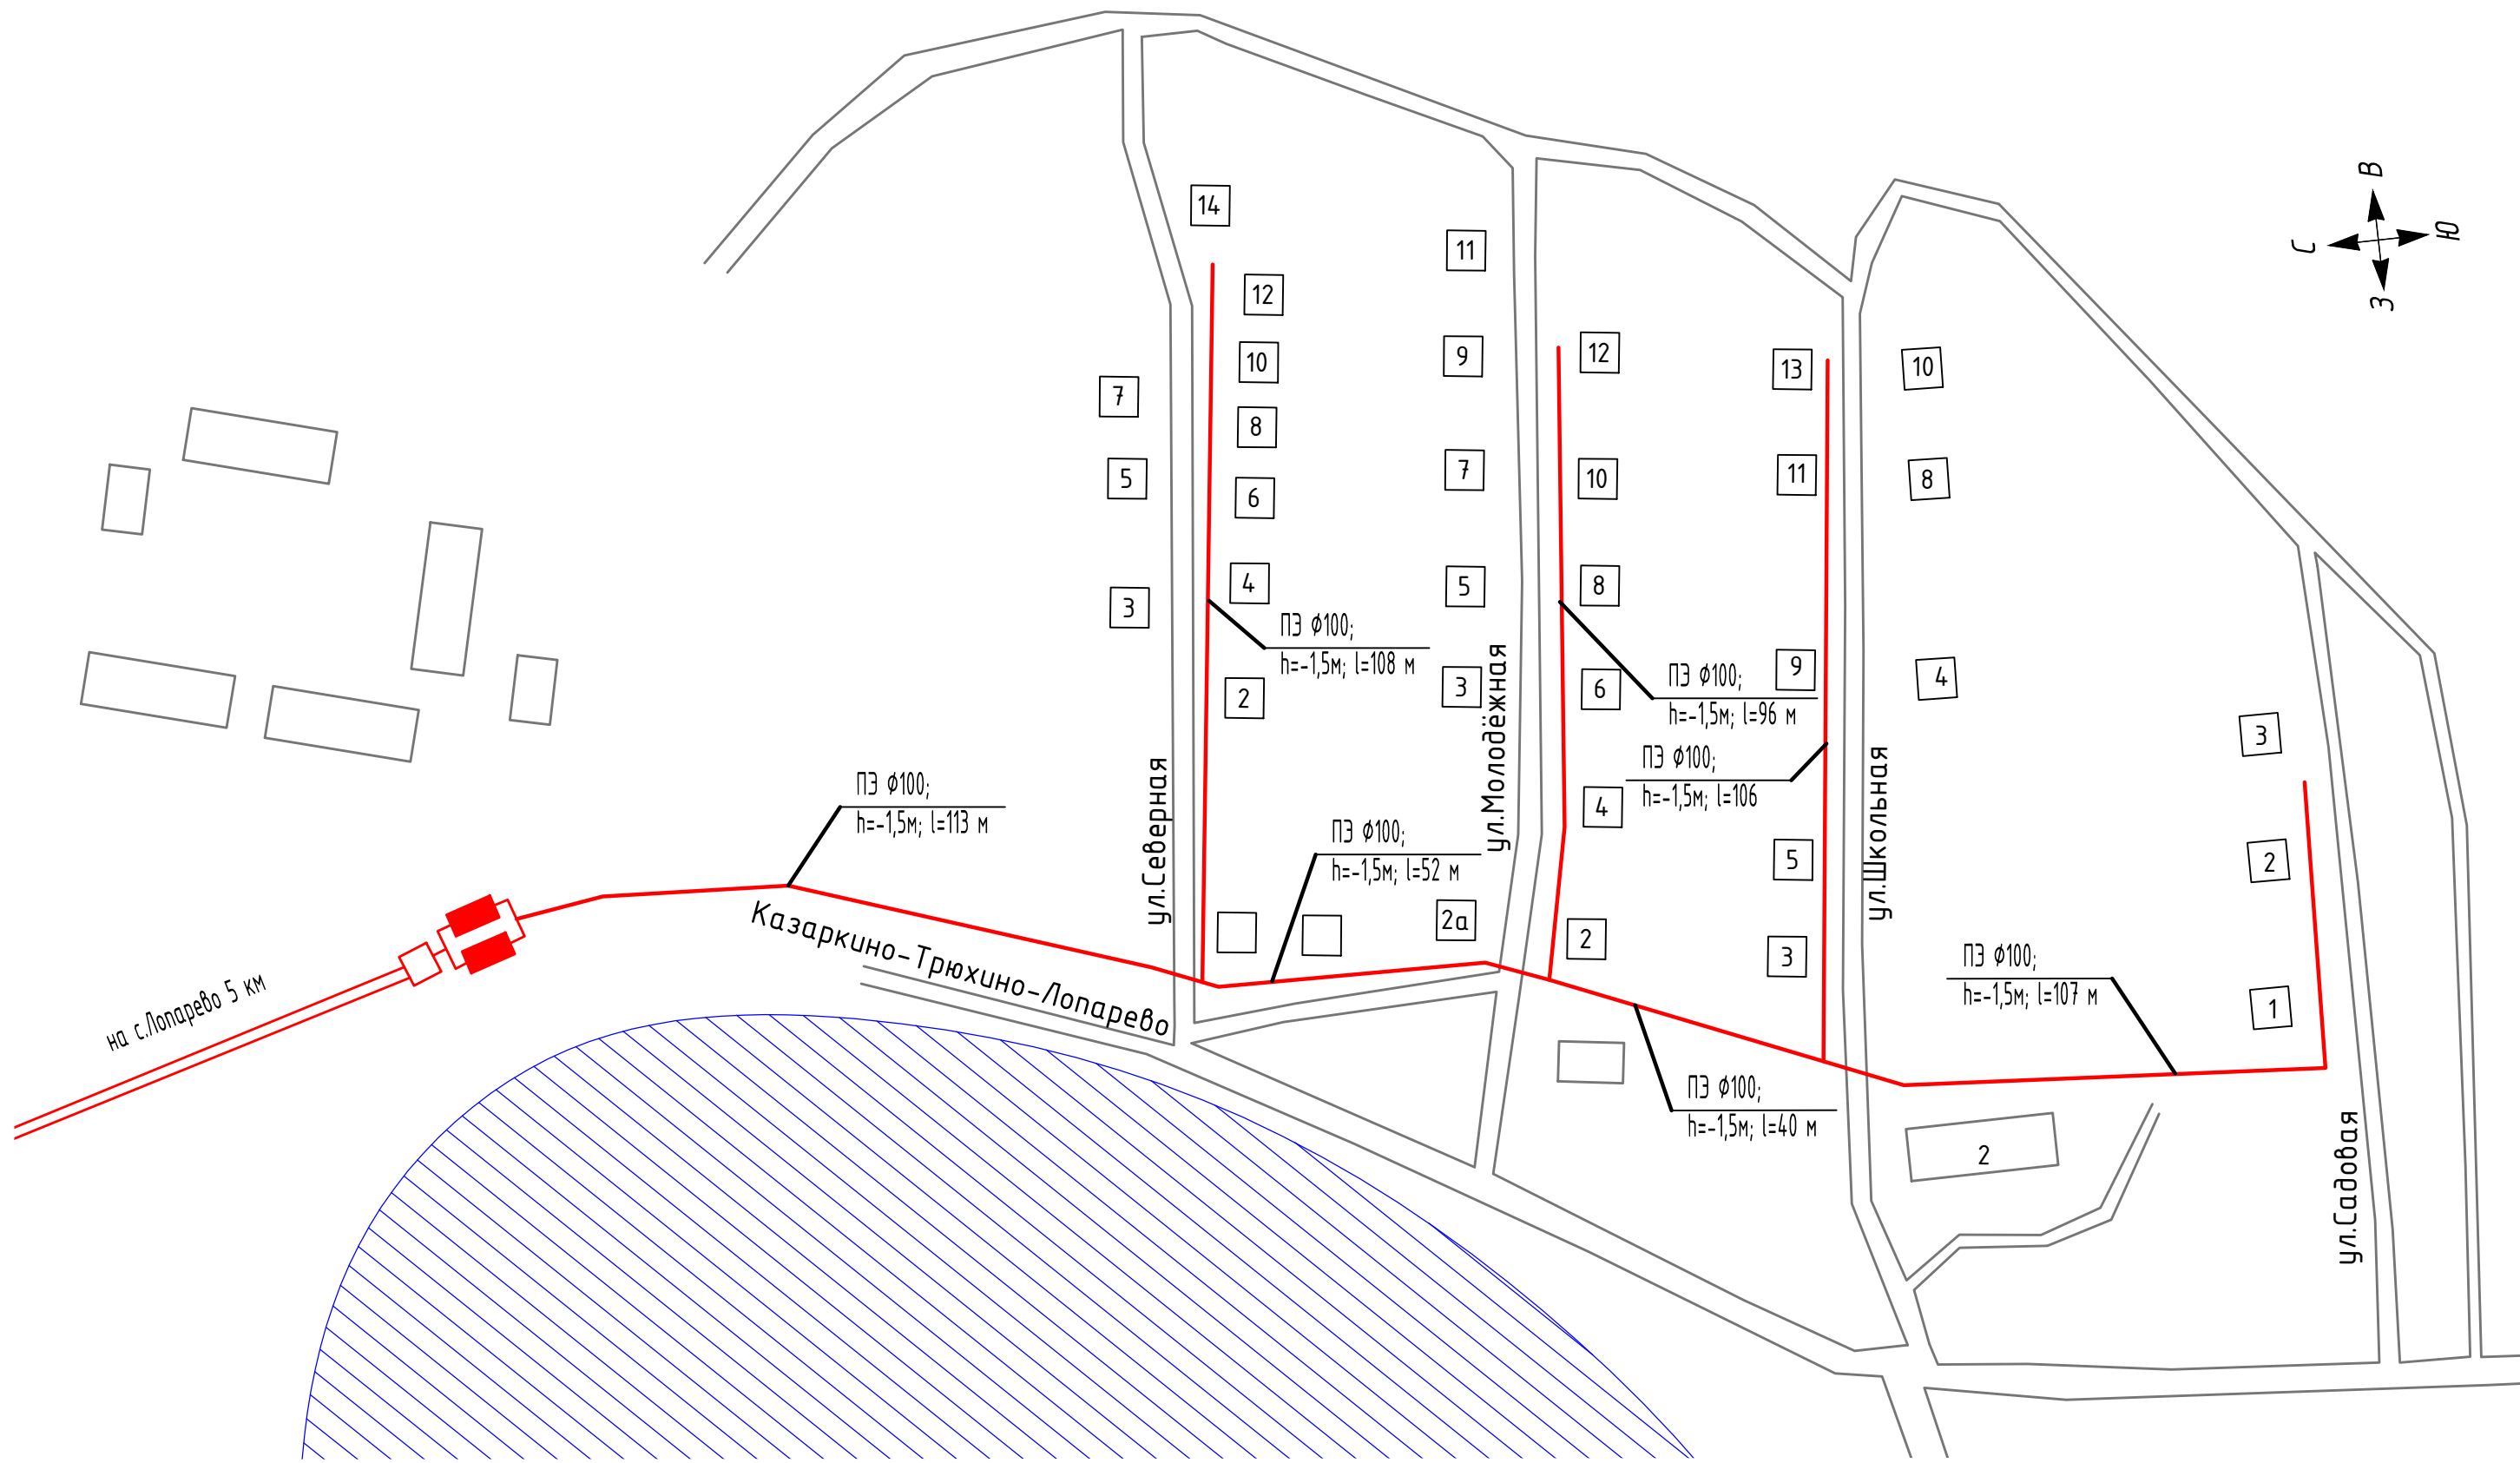 В
С
Ю
З
14
11
12
12
13
10
9
10
7
8
5
7
10
11
8
6
4
5
8
3
ПЭ Ф100;
h=-1,5м; l=108 м
2
3
6
9
4
ПЭ Ф100;
h=-1,5м; l=96 м
3
ПЭ Ф100;
h=-1,5м; l=106
4
ПЭ Ф100;
h=-1,5м; l=113 м
ПЭ Ф100;
h=-1,5м; l=52 м
5
2
ул.Северная
ул.Молодёжная
ул.Школьная
2а
2
3
Казаркино-Трюхино-Лопарево
на с.Лопарево 5 км
ПЭ Ф100;
h=-1,5м; l=107 м
1
ПЭ Ф100;
h=-1,5м; l=40 м
2
ул.Садовая